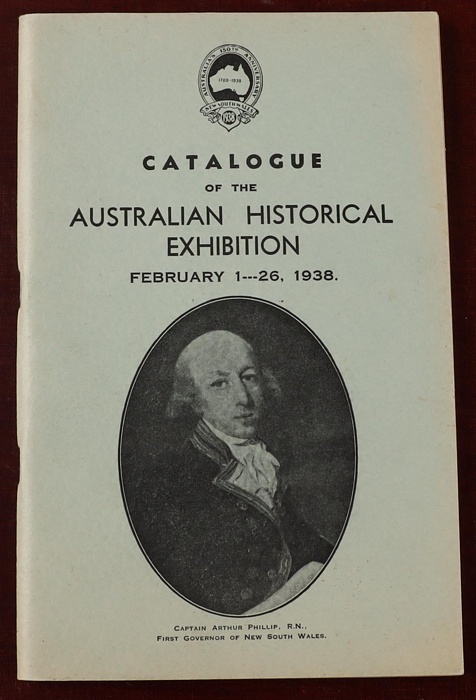 AUSTRALIA'S 150TH ANNIVERSARY
1788-1938
NEW SOUTH WALES
1938
CATALOGUE
OF THE
AUSTRALIAN HISTORICAL
EXHIBITION
FEBRUARY 1---26, 1938.
CAPTAIN ARTHUR PHILLIP, R.N.,
FIRST GOVERNOR OF NEW SOUTH WALES.